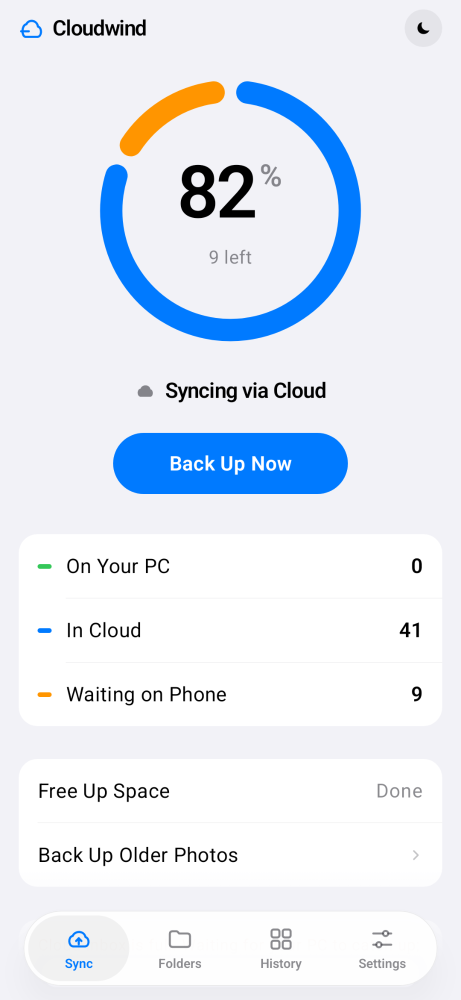 Cloudwind
82%
9 left
Syncing via Cloud
Back Up Now
On Your PC 0
In Cloud 41
Waiting on Phone 9
Free Up Space Done
Back Up Older Photos
Sync Folders History Settings